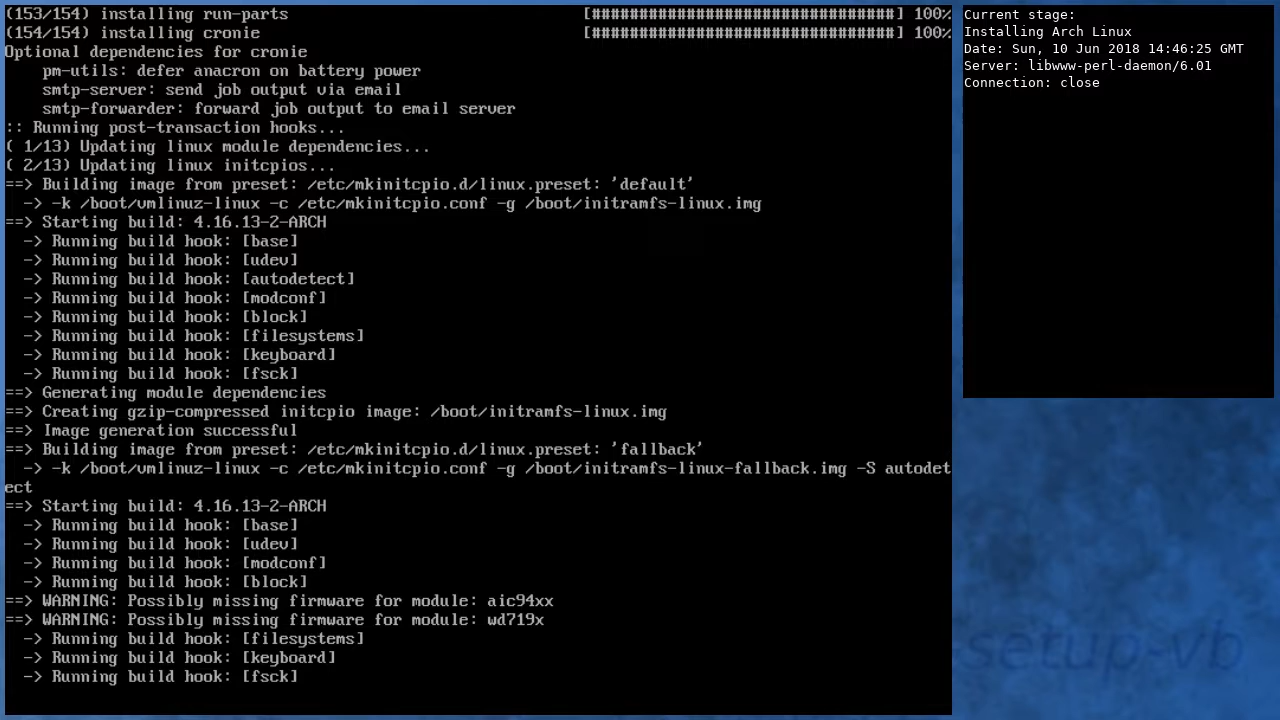 (153/154) installing run-parts [################################] 100%
(154/154) installing cronie [################################] 100%
Optional dependencies for cronie
    pm-utils: defer anacron on battery power
    smtp-server: send job output via email
    smtp-forwarder: forward job output to email server
:: Running post-transaction hooks...
( 1/13) Updating linux module dependencies...
( 2/13) Updating linux initcpios...
==> Building image from preset: /etc/mkinitcpio.d/linux.preset: 'default'
  -> -k /boot/vmlinuz-linux -c /etc/mkinitcpio.conf -g /boot/initramfs-linux.img
==> Starting build: 4.16.13-2-ARCH
  -> Running build hook: [base]
  -> Running build hook: [udev]
  -> Running build hook: [autodetect]
  -> Running build hook: [modconf]
  -> Running build hook: [block]
  -> Running build hook: [filesystems]
  -> Running build hook: [keyboard]
  -> Running build hook: [fsck]
==> Generating module dependencies
==> Creating gzip-compressed initcpio image: /boot/initramfs-linux.img
==> Image generation successful
==> Building image from preset: /etc/mkinitcpio.d/linux.preset: 'fallback'
  -> -k /boot/vmlinuz-linux -c /etc/mkinitcpio.conf -g /boot/initramfs-linux-fallback.img -S autodet
ect
==> Starting build: 4.16.13-2-ARCH
  -> Running build hook: [base]
  -> Running build hook: [udev]
  -> Running build hook: [modconf]
  -> Running build hook: [block]
==> WARNING: Possibly missing firmware for module: aic94xx
==> WARNING: Possibly missing firmware for module: wd719x
  -> Running build hook: [filesystems]
  -> Running build hook: [keyboard]
  -> Running build hook: [fsck]
Current stage:
Installing Arch Linux
Date: Sun, 10 Jun 2018 14:46:25 GMT
Server: libwww-perl-daemon/6.01
Connection: close
setup-vb